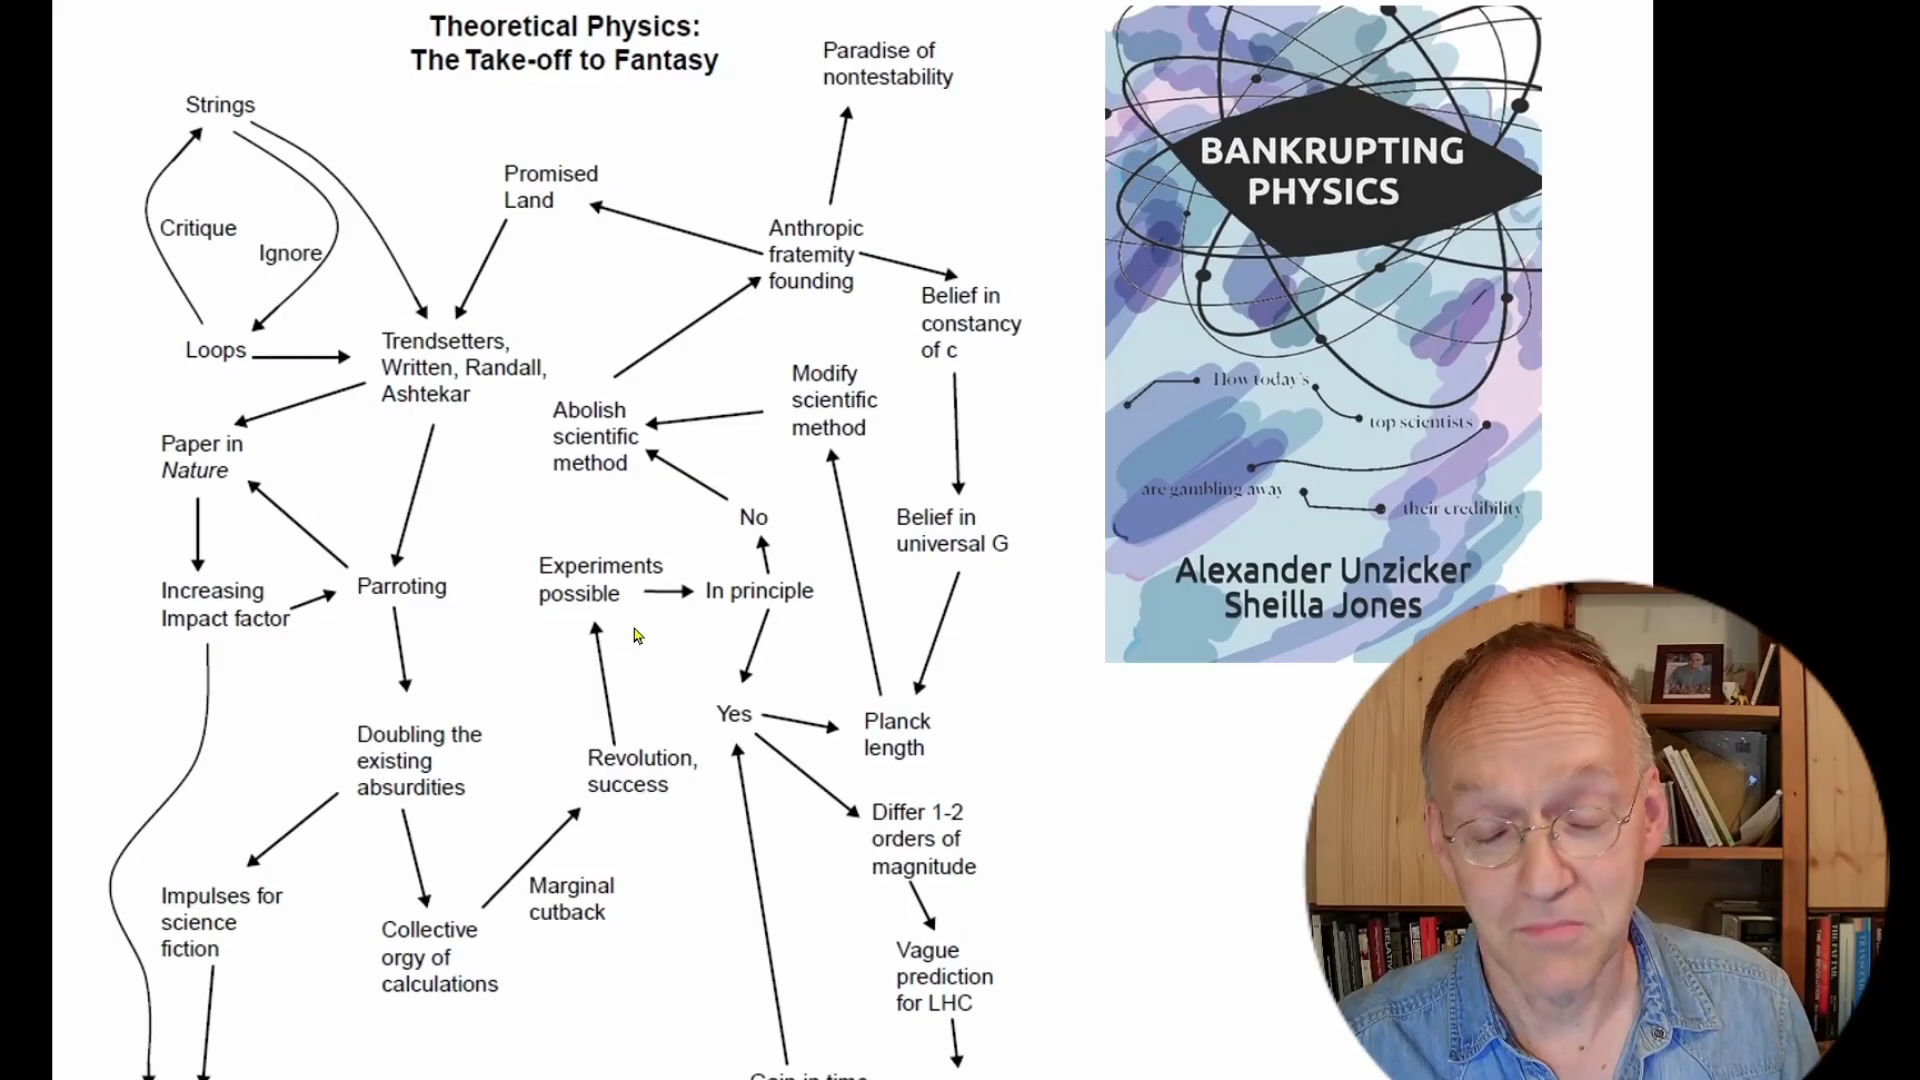 Theoretical Physics:
The Take-off to Fantasy
Paradise of
nontestability
Strings
Promised
Land
Critique
Ignore
Anthropic
fraternity
founding
Belief in
constancy
of c
Loops
Trendsetters,
Written, Randall,
Ashtekar
Modify
scientific
method
Abolish
scientific
method
Paper in
Nature
No
Belief in
universal G
Experiments
possible
In principle
Increasing
Impact factor
Parroting
Yes
Planck
length
Doubling the
existing
absurdities
Revolution,
success
Differ 1-2
orders of
magnitude
Impulses for
science
fiction
Marginal
cutback
Collective
orgy of
calculations
Vague
prediction
for LHC
Gain in time
BANKRUPTING
PHYSICS
How today's
top scientists
are gambling away
their credibility
Alexander Unzicker
Sheilla Jones